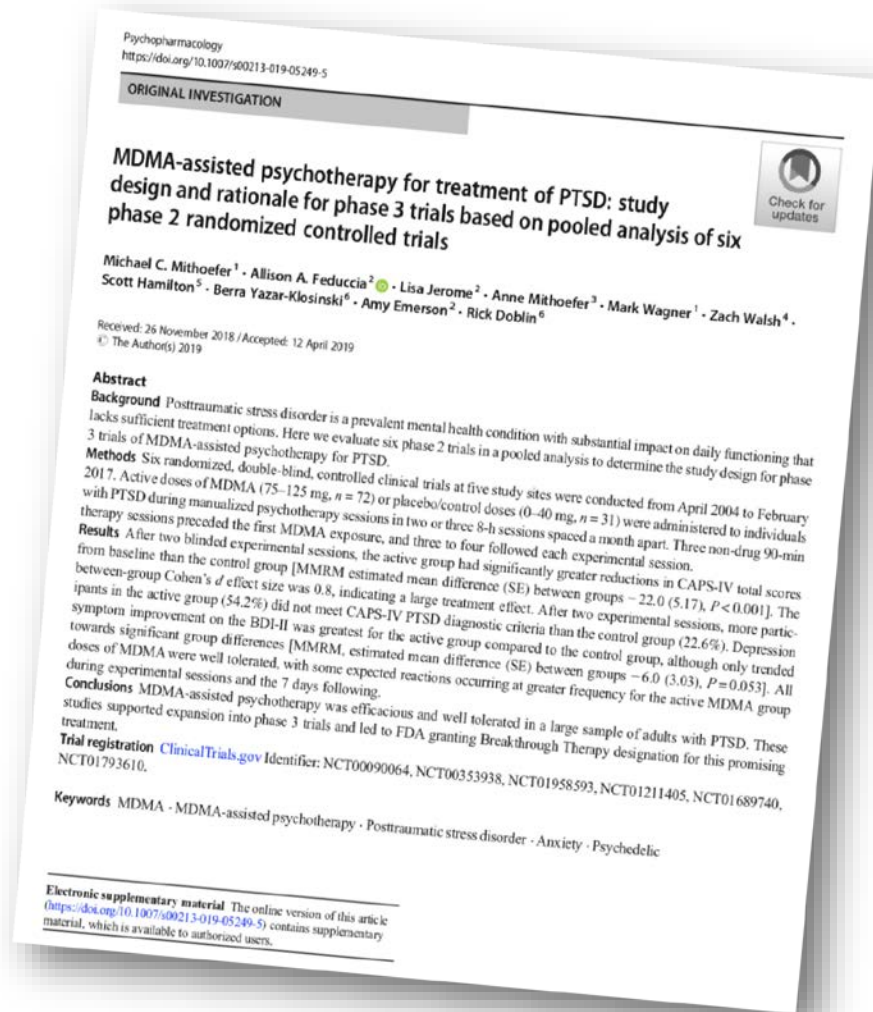 Psychopharmacology
https://doi.org/10.1007/s00213-019-05249-5
ORIGINAL INVESTIGATION
Check for
updates
MDMA-assisted psychotherapy for treatment of PTSD: study
design and rationale for phase 3 trials based on pooled analysis of six
phase 2 randomized controlled trials
Michael C. Mithoefer 1 · Allison A. Feduccia 2 · Lisa Jerome 2 · Anne Mithoefer 3 · Mark Wagner 1 · Zach Walsh 4 ·
Scott Hamilton 5 · Berra Yazar-Klosinski 6 · Amy Emerson 2 · Rick Doblin 6
Received: 26 November 2018 / Accepted: 12 April 2019
© The Author(s) 2019
Abstract
Background Posttraumatic stress disorder is a prevalent mental health condition with substantial impact on daily functioning that
lacks sufficient treatment options. Here we evaluate six phase 2 trials in a pooled analysis to determine the study design for phase
3 trials of MDMA-assisted psychotherapy for PTSD.
Methods Six randomized, double-blind, controlled clinical trials at five study sites were conducted from April 2004 to February
2017. Active doses of MDMA (75–125 mg, n = 72) or placebo/control doses (0–40 mg, n = 31) were administered to individuals
with PTSD during manualized psychotherapy sessions in two or three 8-h sessions spaced a month apart. Three non-drug 90-min
therapy sessions preceded the first MDMA exposure, and three to four followed each experimental session.
Results After two blinded experimental sessions, the active group had significantly greater reductions in CAPS-IV total scores
from baseline than the control group [MMRM estimated mean difference (SE) between groups − 22.0 (5.17), P < 0.001]. The
between-group Cohen's d effect size was 0.8, indicating a large treatment effect. After two experimental sessions, more partic-
ipants in the active group (54.2%) did not meet CAPS-IV PTSD diagnostic criteria than the control group (22.6%). Depression
symptom improvement on the BDI-II was greatest for the active group compared to the control group, although only trended
towards significant group differences [MMRM, estimated mean difference (SE) between groups −6.0 (3.03), P = 0.053]. All
doses of MDMA were well tolerated, with some expected reactions occurring at greater frequency for the active MDMA group
during experimental sessions and the 7 days following.
Conclusions MDMA-assisted psychotherapy was efficacious and well tolerated in a large sample of adults with PTSD. These
studies supported expansion into phase 3 trials and led to FDA granting Breakthrough Therapy designation for this promising
treatment.
Trial registration ClinicalTrials.gov Identifier: NCT00090064, NCT00353938, NCT01958593, NCT01211405, NCT01689740,
NCT01793610.
Keywords MDMA · MDMA-assisted psychotherapy · Posttraumatic stress disorder · Anxiety · Psychedelic
Electronic supplementary material The online version of this article
(https://doi.org/10.1007/s00213-019-05249-5) contains supplementary
material, which is available to authorized users.